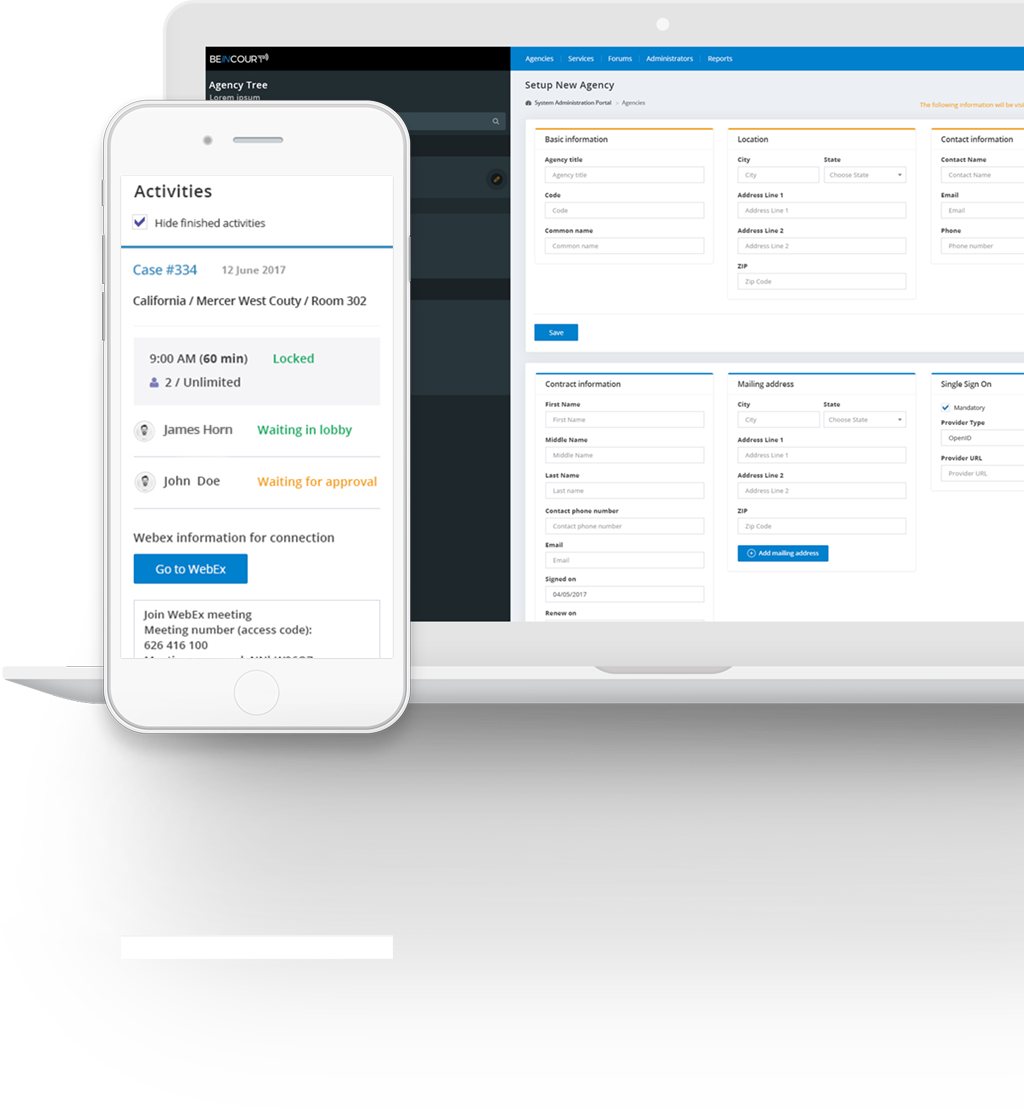 BEINCOURT
Agency Tree
Lorem ipsum
Agencies Services Forums Administrators Reports
Setup New Agency
System Administration Portal > Agencies
The following information will be visi
Basic information
Agency title
Agency title
Code
Code
Common name
Common name
Save
Location
City State
City Choose State
Address Line 1
Address Line 1
Address Line 2
Address Line 2
ZIP
Zip Code
Contact information
Contact Name
Contact Name
Email
Email
Phone
Phone number
Contract information
First Name
First Name
Middle Name
Middle Name
Last Name
Last name
Contact phone number
Contact phone number
Email
Email
Signed on
04/05/2017
Renew on
Mailing address
City State
City Choose State
Address Line 1
Address Line 1
Address Line 2
Address Line 2
ZIP
Zip Code
Add mailing address
Single Sign On
Mandatory
Provider Type
OpenID
Provider URL
Provider URL
Activities
Hide finished activities
Case #334 12 June 2017
California / Mercer West Couty / Room 302
9:00 AM (60 min) Locked
2 / Unlimited
James Horn Waiting in lobby
John Doe Waiting for approval
Webex information for connection
Go to WebEx
Join WebEx meeting
Meeting number (access code):
626 416 100